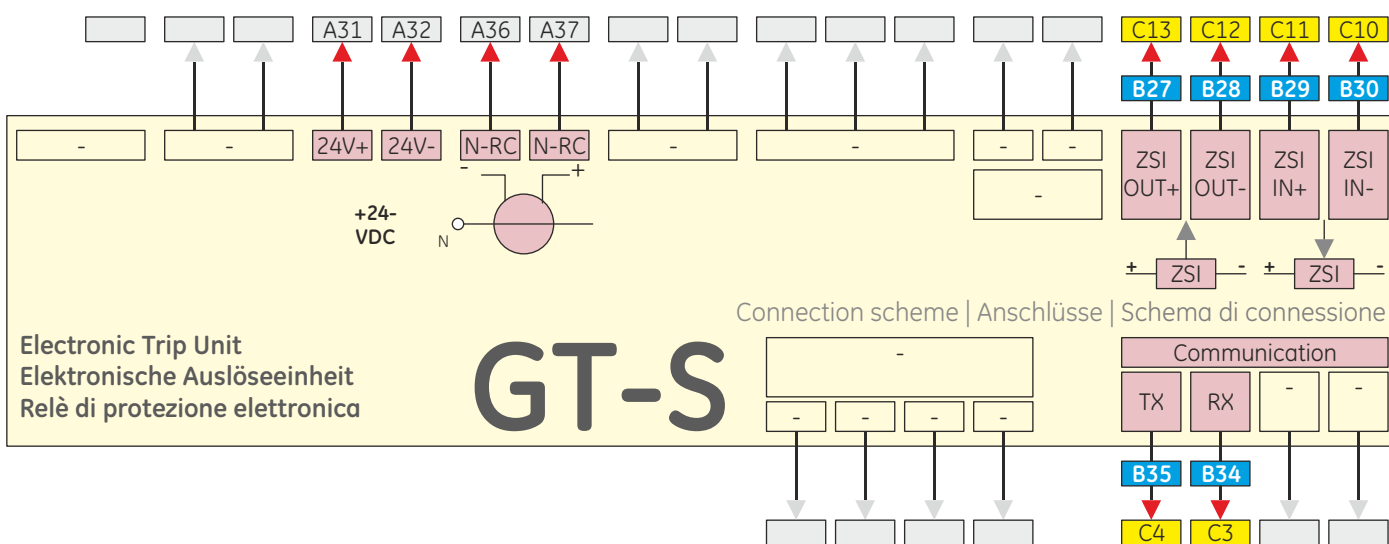 A31 A32 A36 A37 C13 C12 C11 C10
B27 B28 B29 B30
- - 24V+ 24V- N-RC N-RC - - - -
ZSI OUT+ ZSI OUT- ZSI IN+ ZSI IN-
- +
-
+24-
VDC
N
+ ZSI - + ZSI -
Connection scheme | Anschlüsse | Schema di connessione
Electronic Trip Unit
Elektronische Auslöseeinheit
Relè di protezione elettronica
GT-S
-
Communication
- - - -
TX RX - -
B35 B34
C4 C3